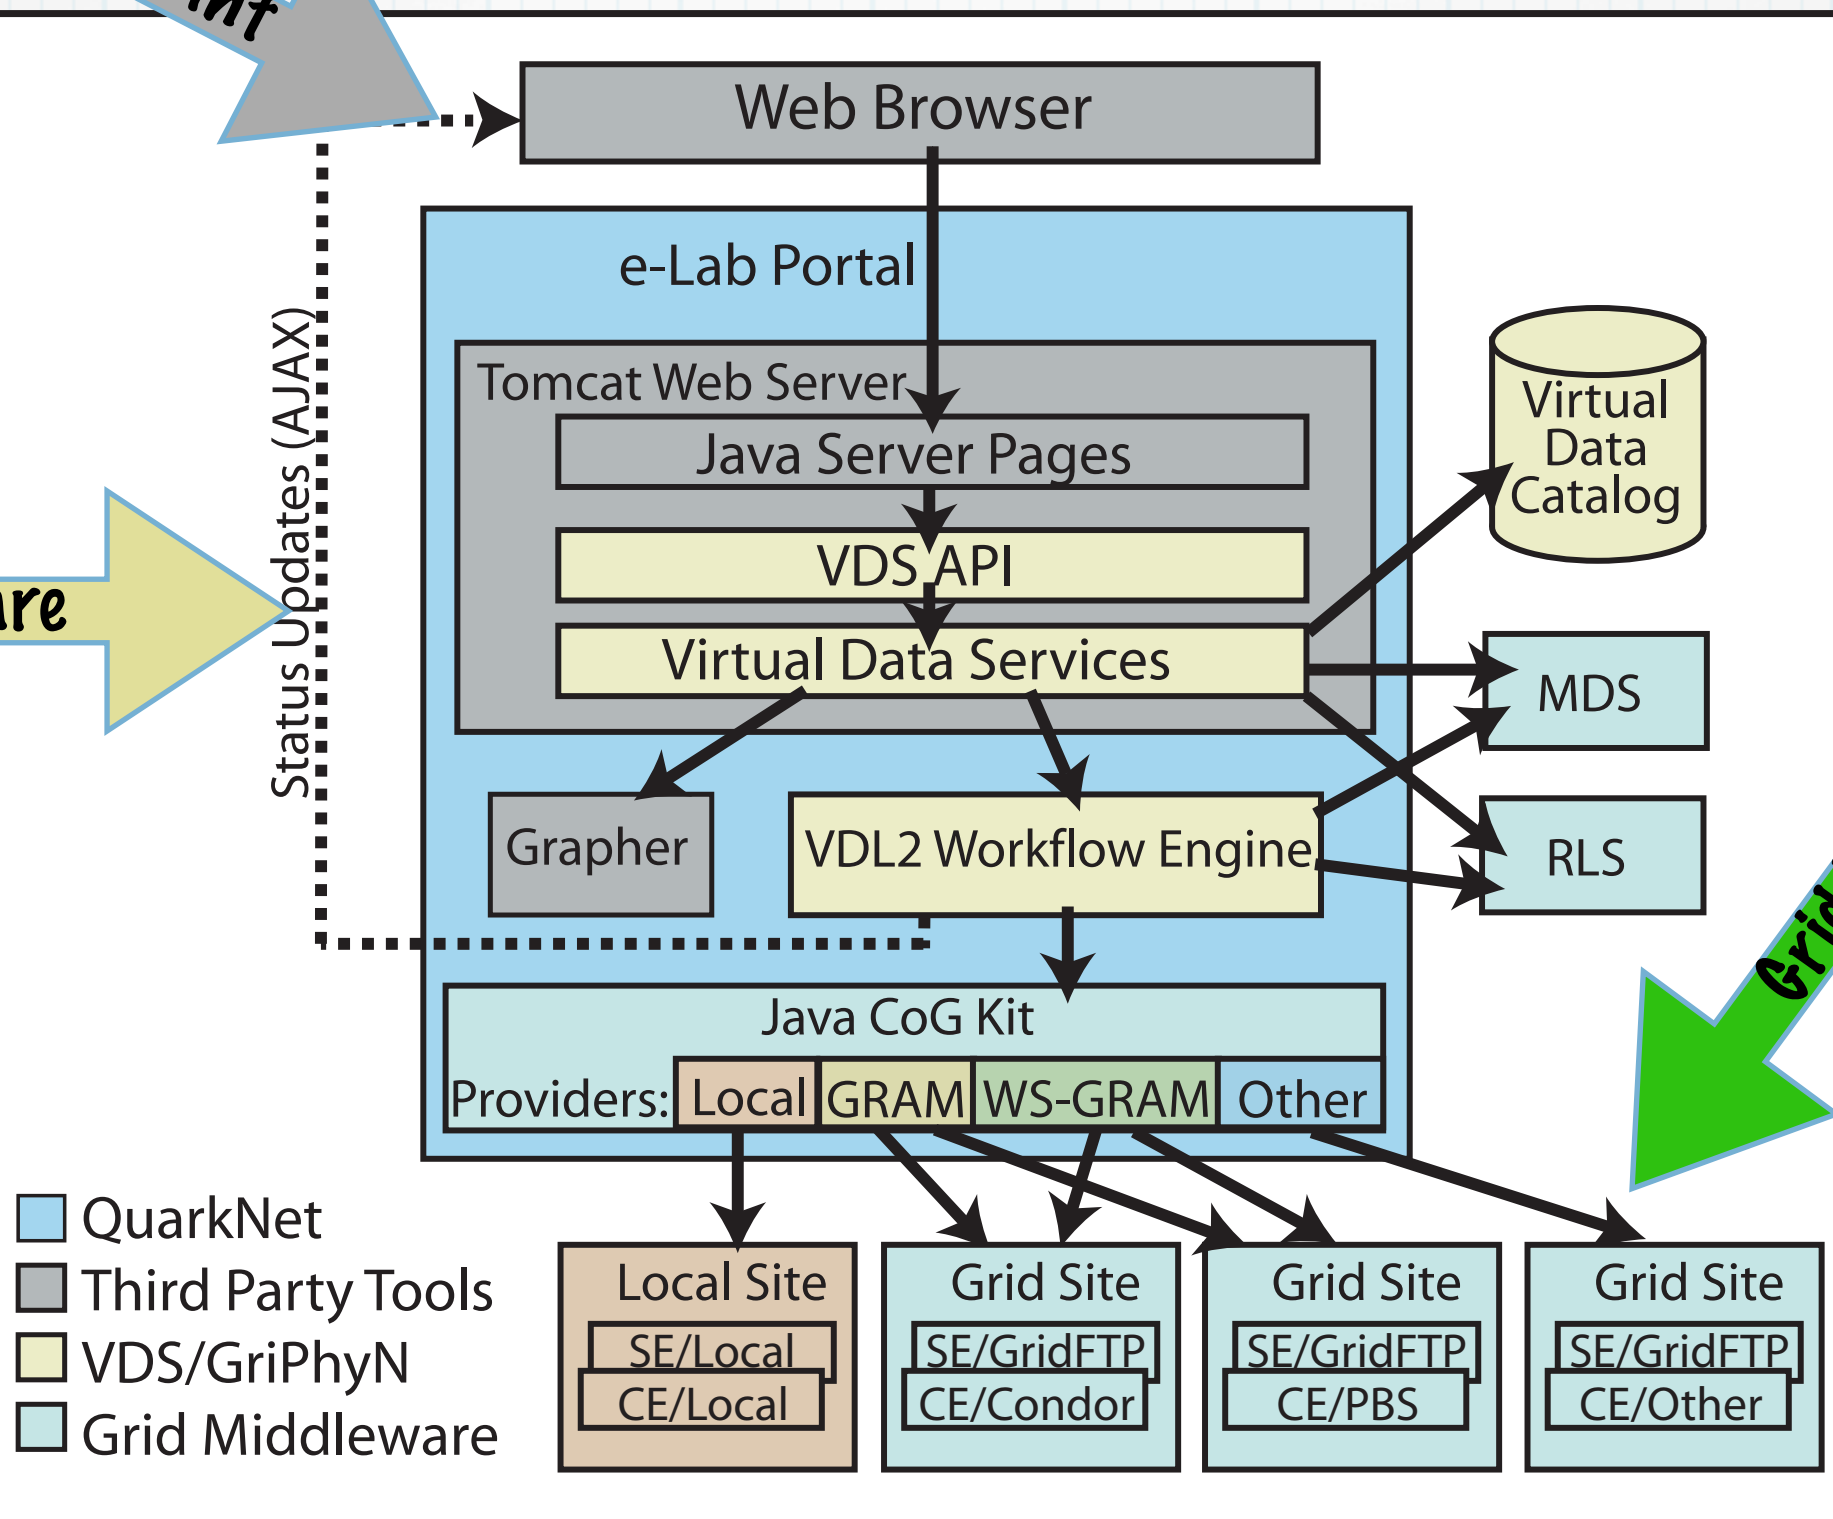 Web Browser
e-Lab Portal
Status Updates (AJAX)
Tomcat Web Server
Java Server Pages
VDS API
Virtual Data Services
Virtual
Data
Catalog
MDS
RLS
Grapher
VDL2 Workflow Engine
Java CoG Kit
Providers: Local GRAM WS-GRAM Other
QuarkNet
Third Party Tools
VDS/GriPhyN
Grid Middleware
Local Site
SE/Local
CE/Local
Grid Site
SE/GridFTP
CE/Condor
Grid Site
SE/GridFTP
CE/PBS
Grid Site
SE/GridFTP
CE/Other
Grid